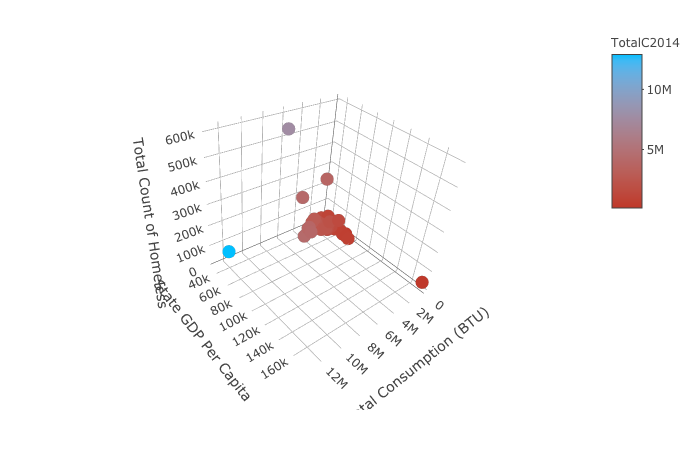 TotalC2014
10M
5M
600k
500k
400k
300k
200k
100k
0
Total Count of Homeless
40k
60k
80k
100k
120k
140k
160k
State GDP Per Capita
0
2M
4M
6M
8M
10M
12M
tal Consumption (BTU)